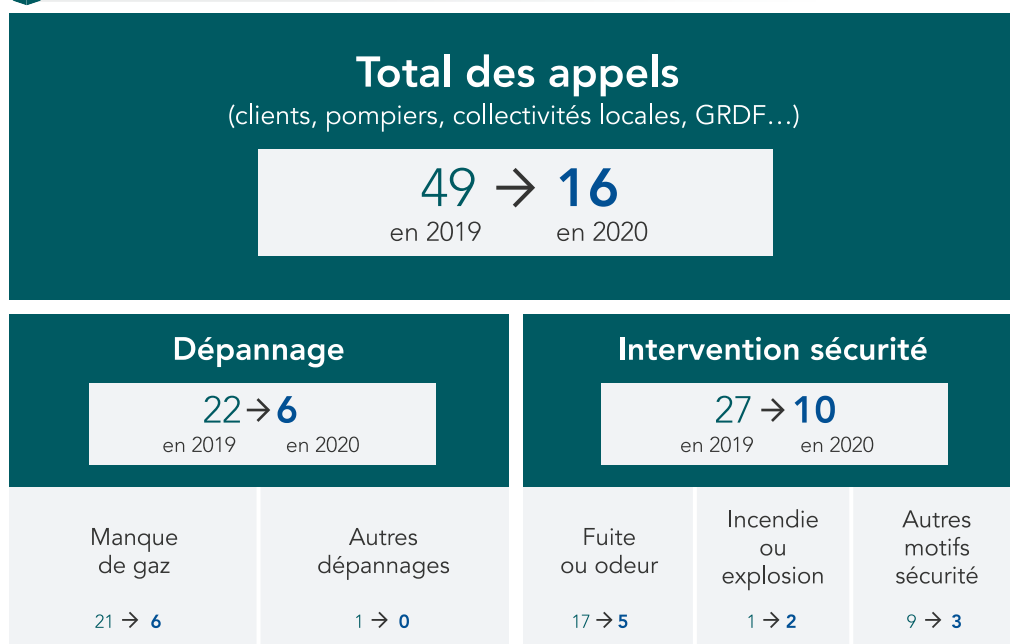 Total des appels
(clients, pompiers, collectivités locales, GRDF…)
49 → 16
en 2019 en 2020
Dépannage
22 → 6
en 2019 en 2020
Manque
de gaz
21 → 6
Autres
dépannages
1 → 0
Intervention sécurité
27 → 10
en 2019 en 2020
Fuite
ou odeur
17 → 5
Incendie
ou
explosion
1 → 2
Autres
motifs
sécurité
9 → 3